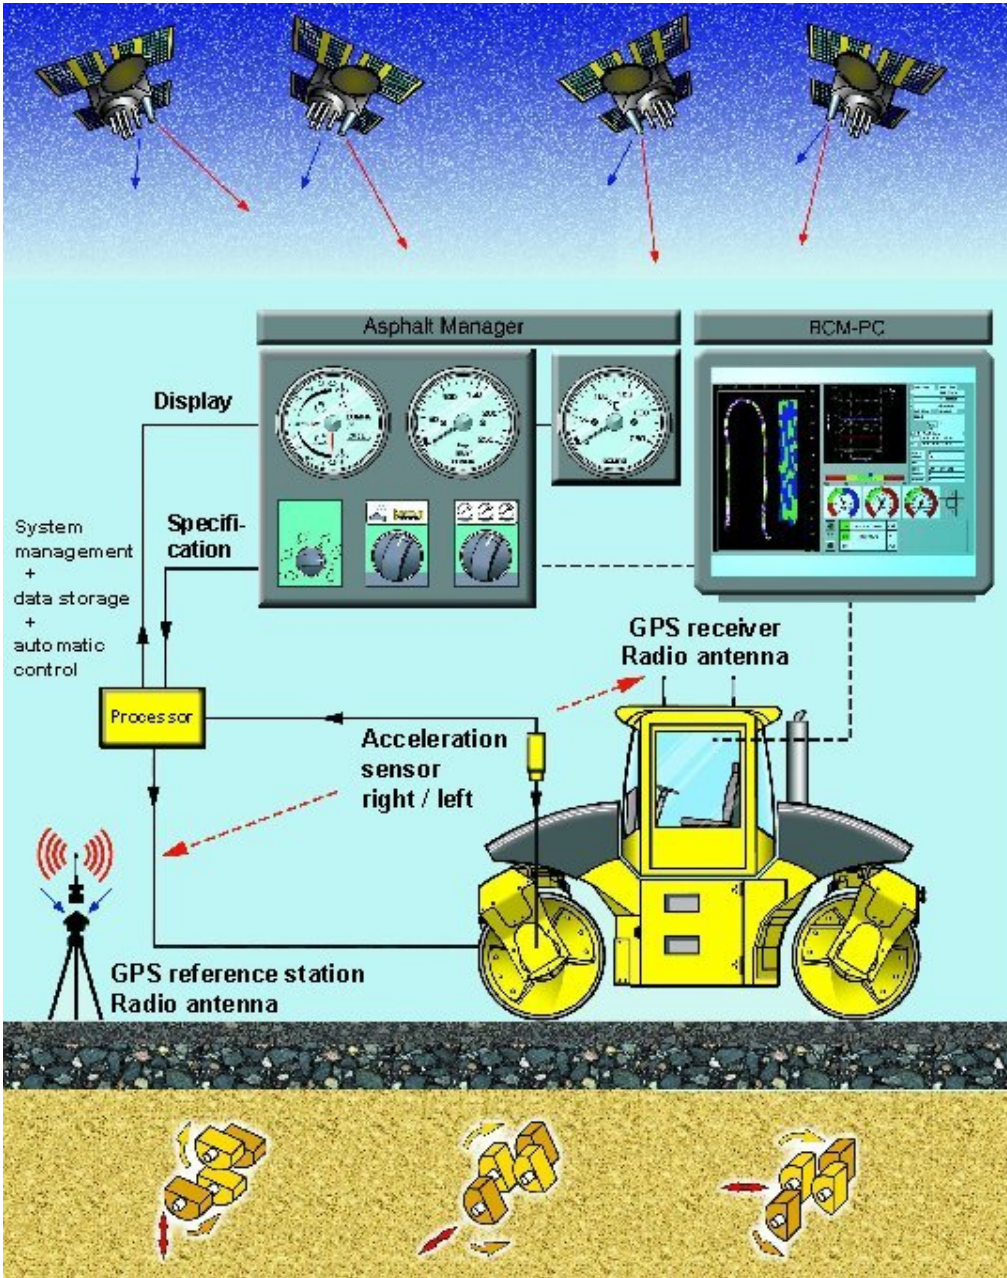 Asphalt Manager
BCM-PC
Display
Specifi-
cation
System
management
+
data storage
+
automatic
control
Processor
GPS receiver
Radio antenna
Acceleration
sensor
right / left
GPS reference station
Radio antenna
°C